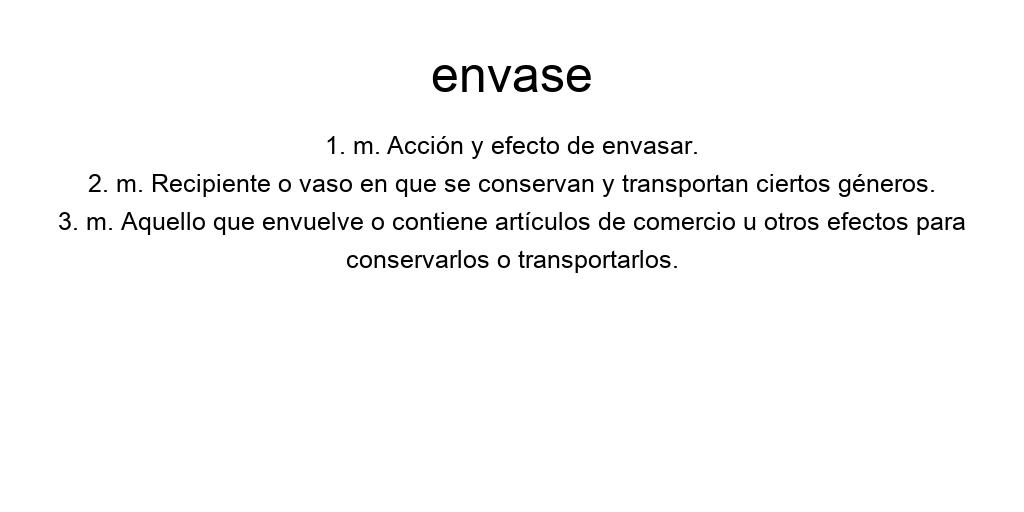 envase
1. m. Acción y efecto de envasar.
2. m. Recipiente o vaso en que se conservan y transportan ciertos géneros.
3. m. Aquello que envuelve o contiene artículos de comercio u otros efectos para
conservarlos o transportarlos.